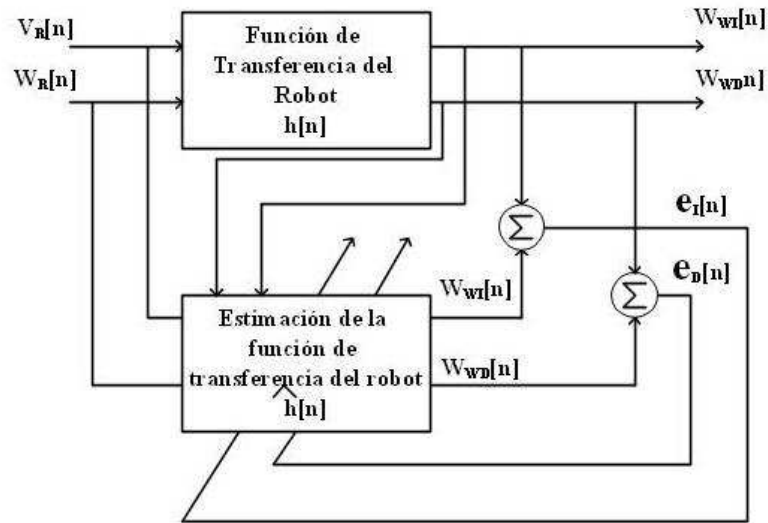 V_R[n]
W_R[n]
Función de
Transferencia del
Robot
h[n]
W_WI[n]
W_WDn]
Σ
e_I[n]
Σ
e_D[n]
W_WI[n]
W_WD[n]
Estimación de la
función de
transferencia del robot
ĥ[n]